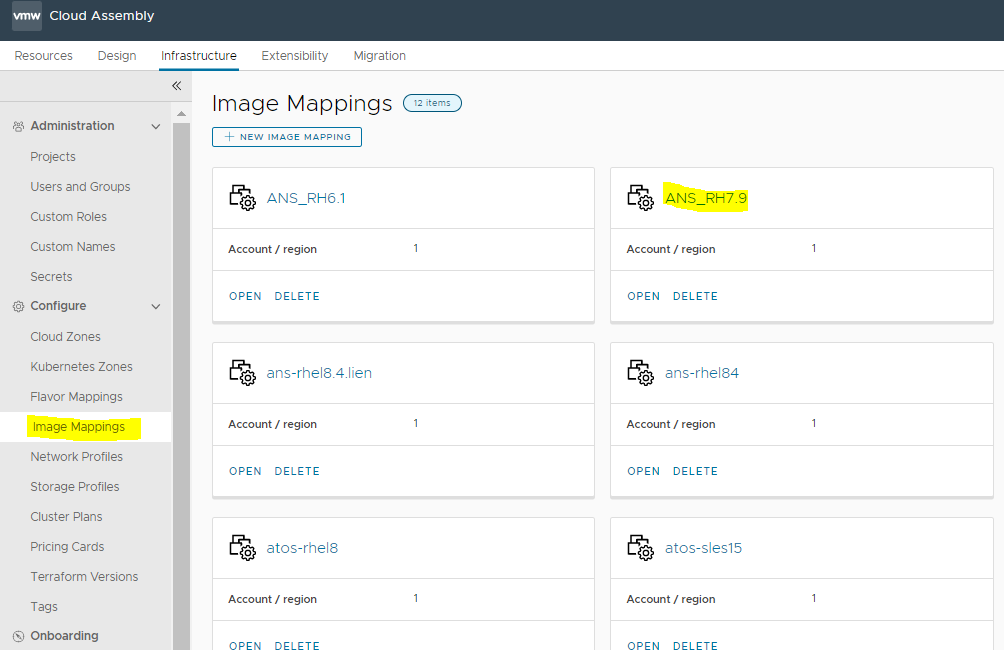 vmw Cloud Assembly
Resources Design Infrastructure Extensibility Migration
«
Administration
Projects
Users and Groups
Custom Roles
Custom Names
Secrets
Configure
Cloud Zones
Kubernetes Zones
Flavor Mappings
Image Mappings
Network Profiles
Storage Profiles
Cluster Plans
Pricing Cards
Terraform Versions
Tags
Onboarding
Image Mappings 12 items
+ NEW IMAGE MAPPING
ANS_RH6.1
Account / region 1
OPEN DELETE
ANS_RH7.9
Account / region 1
OPEN DELETE
ans-rhel8.4.lien
Account / region 1
OPEN DELETE
ans-rhel84
Account / region 1
OPEN DELETE
atos-rhel8
Account / region 1
OPEN DELETE
atos-sles15
Account / region 1
OPEN DELETE